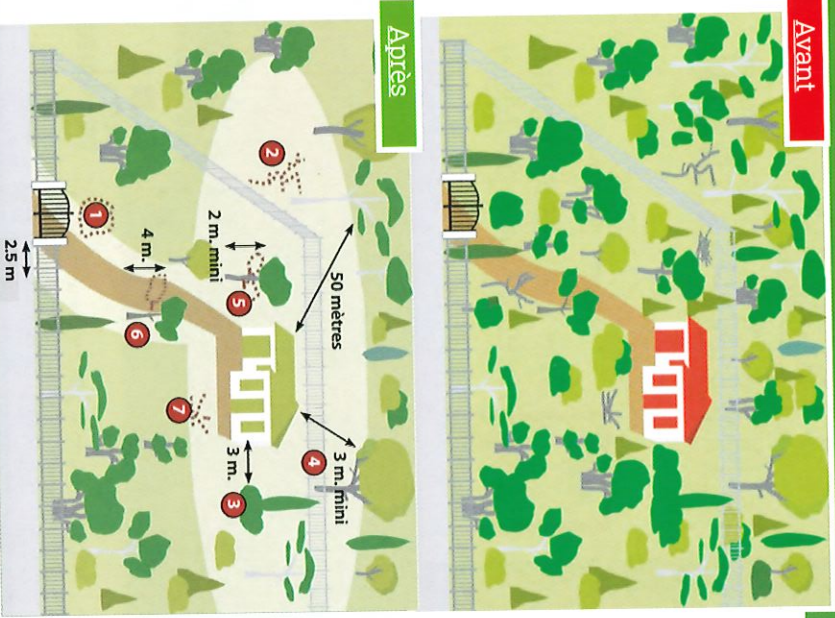 Avant
Après
1
2
3
4
5
6
7
50 mètres
3 m. mini
2 m. mini
4 m.
3 m.
2.5 m